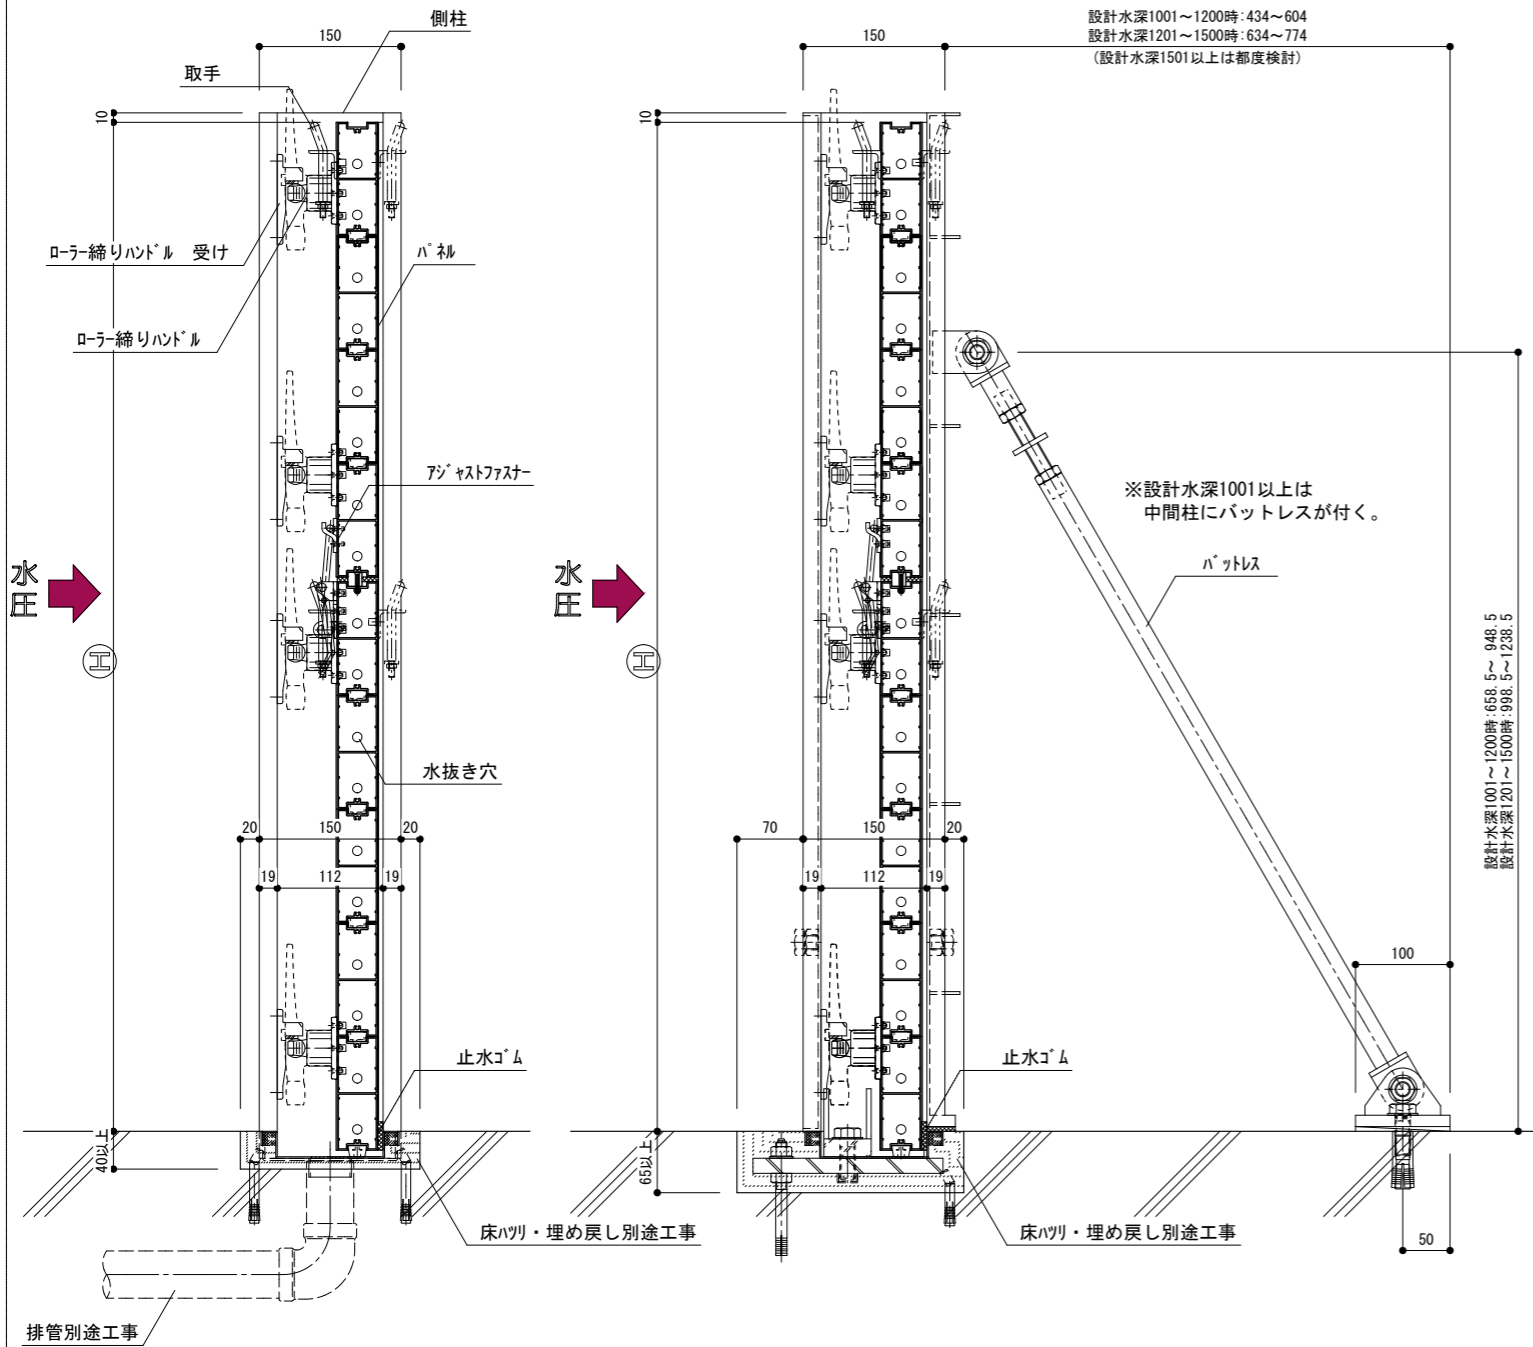 側柱
150
取手
10
ﾛｰﾗｰ締りﾊﾝﾄﾞﾙ 受け
ﾊﾟﾈﾙ
ﾛｰﾗｰ締りﾊﾝﾄﾞﾙ
ｱｼﾞｬｽﾄﾌｧｽﾅｰ
水圧
H
水抜き穴
20
150
20
19
112
19
止水ｺﾞﾑ
40以上
床ﾊﾂﾘ・埋め戻し別途工事
排管別途工事
設計水深1001～1200時:434～604
設計水深1201～1500時:634～774
(設計水深1501以上は都度検討)
150
10
※設計水深1001以上は
中間柱にバットレスが付く。
ﾊﾞｯﾄﾚｽ
水圧
H
設計水深1001～1200時:658.5～ 948.5
設計水深1201～1500時:998.5～1238.5
70
150
20
19
112
19
100
止水ｺﾞﾑ
65以上
床ﾊﾂﾘ・埋め戻し別途工事
50